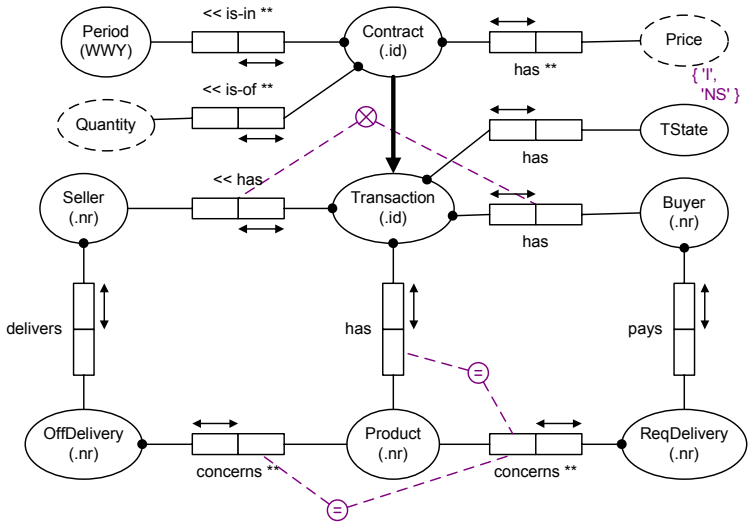 Period
(WWY)
<< is-in **
Contract
(.id)
has **
Price
{ 'I',
'NS' }
<< is-of **
Quantity
TState
has
Seller
(.nr)
<< has
Transaction
(.id)
has
Buyer
(.nr)
delivers
has
pays
=
OffDelivery
(.nr)
concerns **
Product
(.nr)
concerns **
ReqDelivery
(.nr)
=